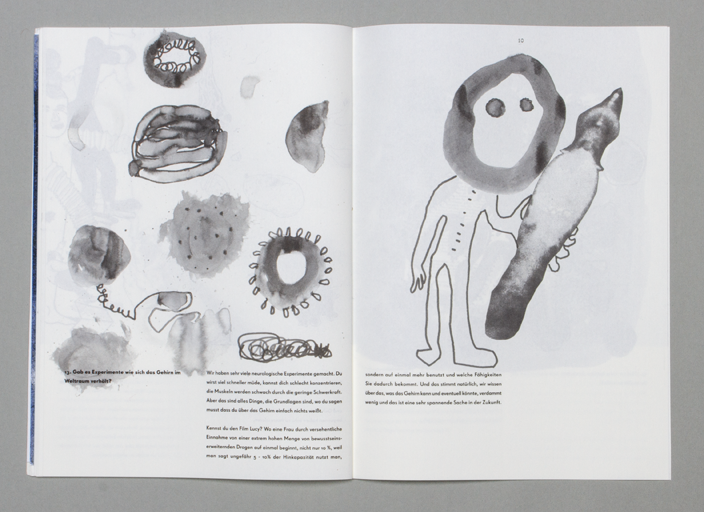 12
13. Gab es Experimente wie sich das Gehirn im
Weltraum verhält?
Wir haben sehr viele neurologische Experimente gemacht. Du
wirst viel schneller müde, kannst dich schlecht konzentrieren,
die Muskeln werden schwach durch die geringe Schwerkraft.
Aber das sind alles Dinge, die Grundlagen sind, wo du sagen
musst dass du über das Gehirn einfach nichts weißt.
Kennst du den Film Lucy? Wo eine Frau durch versehentliche
Einnahme von einer extrem hohen Menge von bewusstseins-
erweiternden Drogen auf einmal beginnt, nicht nur 10 %, weil
man sagt ungefähr 5 - 10% der Hirnkapazität nutzt man,
sondern auf einmal mehr benutzt und welche Fähigkeiten
Sie dadurch bekommt. Und das stimmt natürlich, wir wissen
über das, was das Gehirn kann und eventuell könnte, verdammt
wenig und das ist eine sehr spannende Sache in der Zukunft.